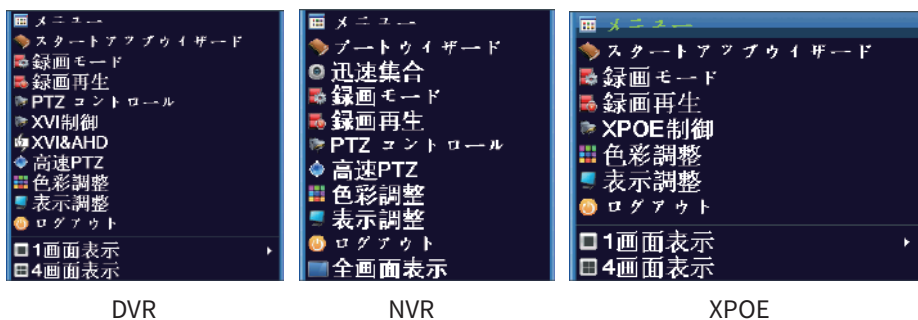 メニュー
スタートアップウィザード
録画モード
録画再生
PTZ コントロール
XVI制御
XVI&AHD
高速PTZ
色彩調整
表示調整
ログアウト
1画面表示
4画面表示
DVR
メニュー
ブートウィザード
迅速集合
録画モード
録画再生
PTZ コントロール
高速PTZ
色彩調整
表示調整
ログアウト
全画面表示
NVR
メニュー
スタートアップウィザード
録画モード
録画再生
XPOE制御
色彩調整
表示調整
ログアウト
1画面表示
4画面表示
XPOE